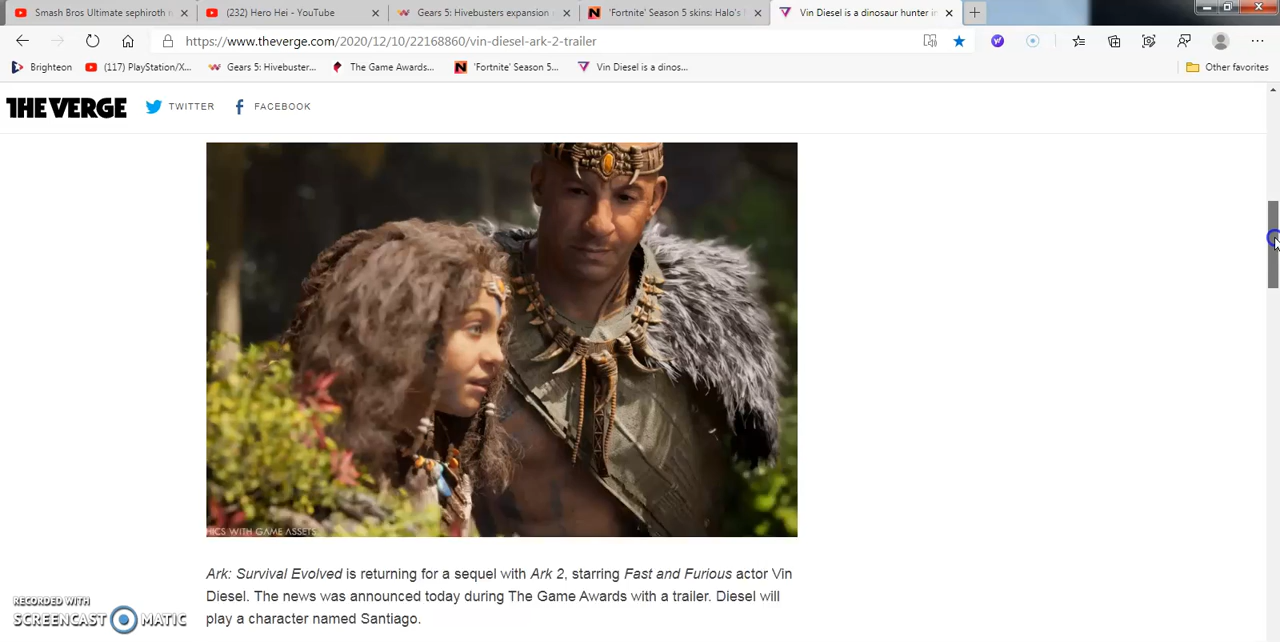 Smash Bros Ultimate sephiroth n
(232) Hero Hei - YouTube
Gears 5: Hivebusters expansion
'Fortnite' Season 5 skins: Halo's
Vin Diesel is a dinosaur hunter in
https://www.theverge.com/2020/12/10/22168860/vin-diesel-ark-2-trailer
Brighteon
(117) PlayStation/X...
Gears 5: Hivebuster...
The Game Awards...
'Fortnite' Season 5...
Vin Diesel is a dinos...
Other favorites
THE VERGE
TWITTER
FACEBOOK
HICS WITH GAME ASSETS
Ark: Survival Evolved is returning for a sequel with Ark 2, starring Fast and Furious actor Vin
Diesel. The news was announced today during The Game Awards with a trailer. Diesel will
play a character named Santiago.
RECORDED WITH
SCREENCAST MATIC